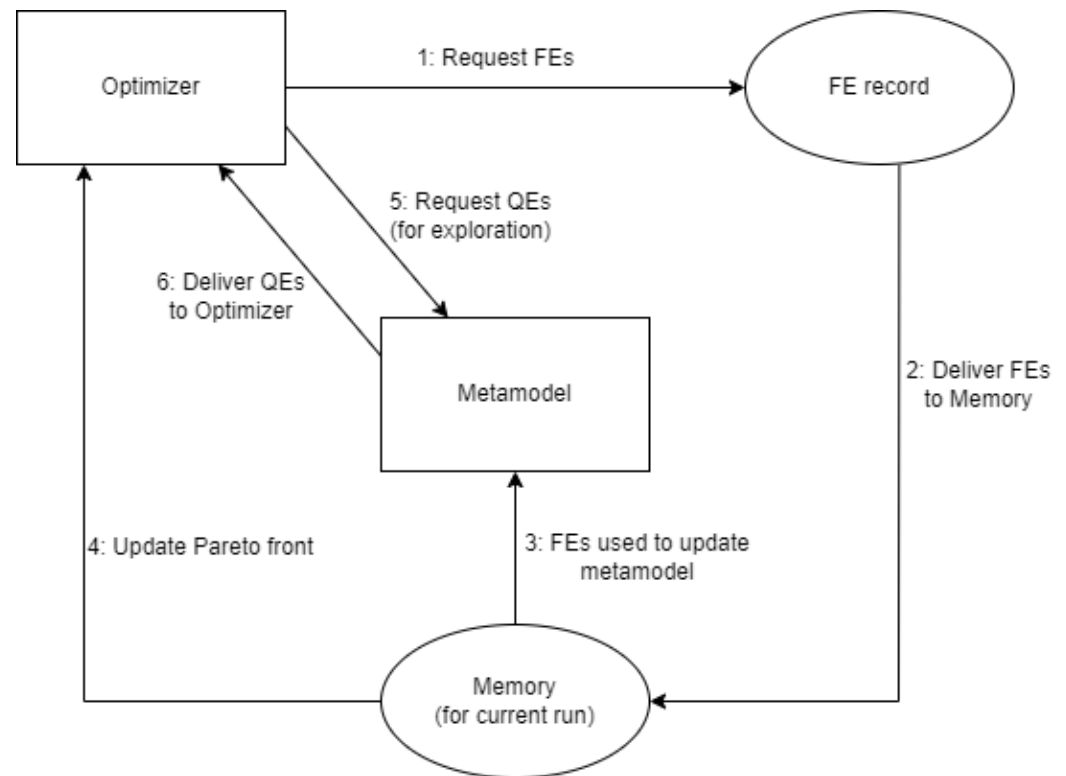 Optimizer
1: Request FEs
FE record
5: Request QEs
(for exploration)
6: Deliver QEs
to Optimizer
Metamodel
2: Deliver FEs
to Memory
4: Update Pareto front
3: FEs used to update
metamodel
Memory
(for current run)